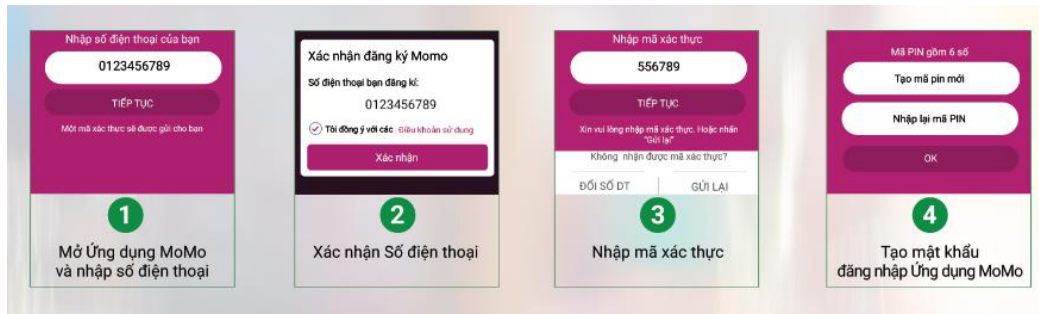 Nhập số điện thoại của bạn
0123456789
TIẾP TỤC
Một mã xác thực sẽ được gửi cho bạn
1
Mở Ứng dụng MoMo
và nhập số điện thoại
Xác nhận đăng ký Momo
Số điện thoại bạn đăng kí:
0123456789
Tôi đồng ý với các Điều khoản sử dụng
Xác nhận
2
Xác nhận Số điện thoại
Nhập mã xác thực
556789
TIẾP TỤC
Xin vui lòng nhập mã xác thực. Hoặc nhấn
"Gửi lại"
Không nhận được mã xác thực?
ĐỔI SỐ DT
GỬI LẠI
3
Nhập mã xác thực
Mã PIN gồm 6 số
Tạo mã pin mới
Nhập lại mã PIN
OK
4
Tạo mật khẩu
đăng nhập Ứng dụng MoMo